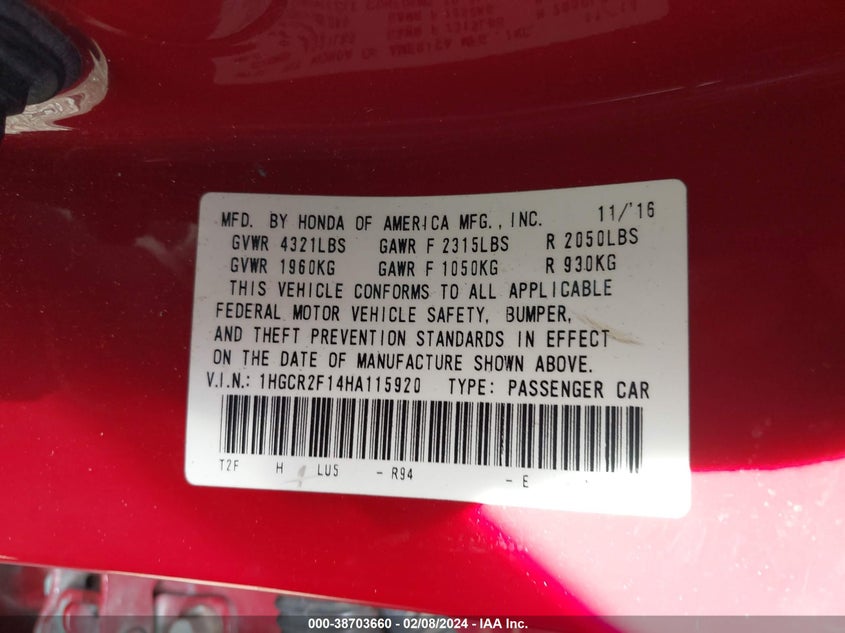 MFD. BY HONDA OF AMERICA MFG., INC. 11/'16
GVWR 4321LBS GAWR F 2315LBS R 2050LBS
GVWR 1960KG GAWR F 1050KG R 930KG
THIS VEHICLE CONFORMS TO ALL APPLICABLE
FEDERAL MOTOR VEHICLE SAFETY, BUMPER,
AND THEFT PREVENTION STANDARDS IN EFFECT
ON THE DATE OF MANUFACTURE SHOWN ABOVE.
V.I.N.: 1HGCR2F14HA115920 TYPE: PASSENGER CAR
T2F H LU5 - R94 - E
000-38703660 - 02/08/2024 - IAA Inc.